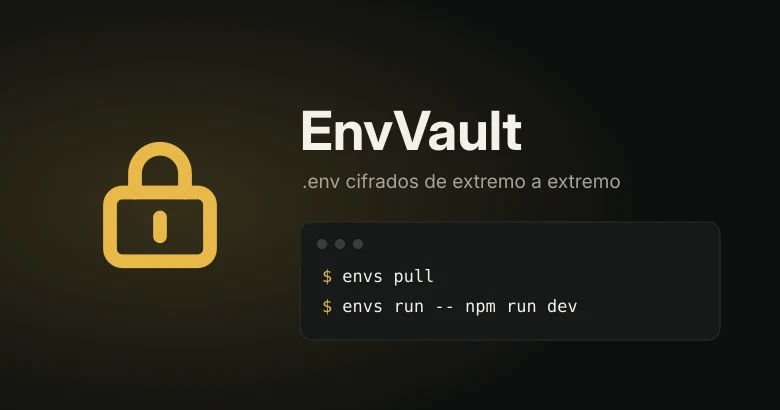 EnvVault
.env cifrados de extremo a extremo
$ envs pull
$ envs run -- npm run dev